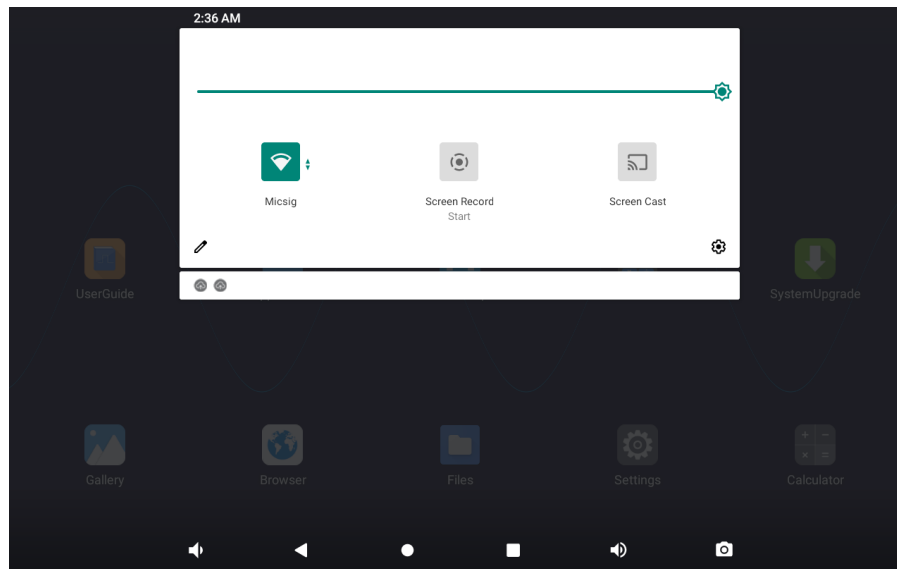 2:36 AM
Micsig
Screen Record
Start
Screen Cast
UserGuide
SystemUpgrade
Gallery
Browser
Files
Settings
Calculator